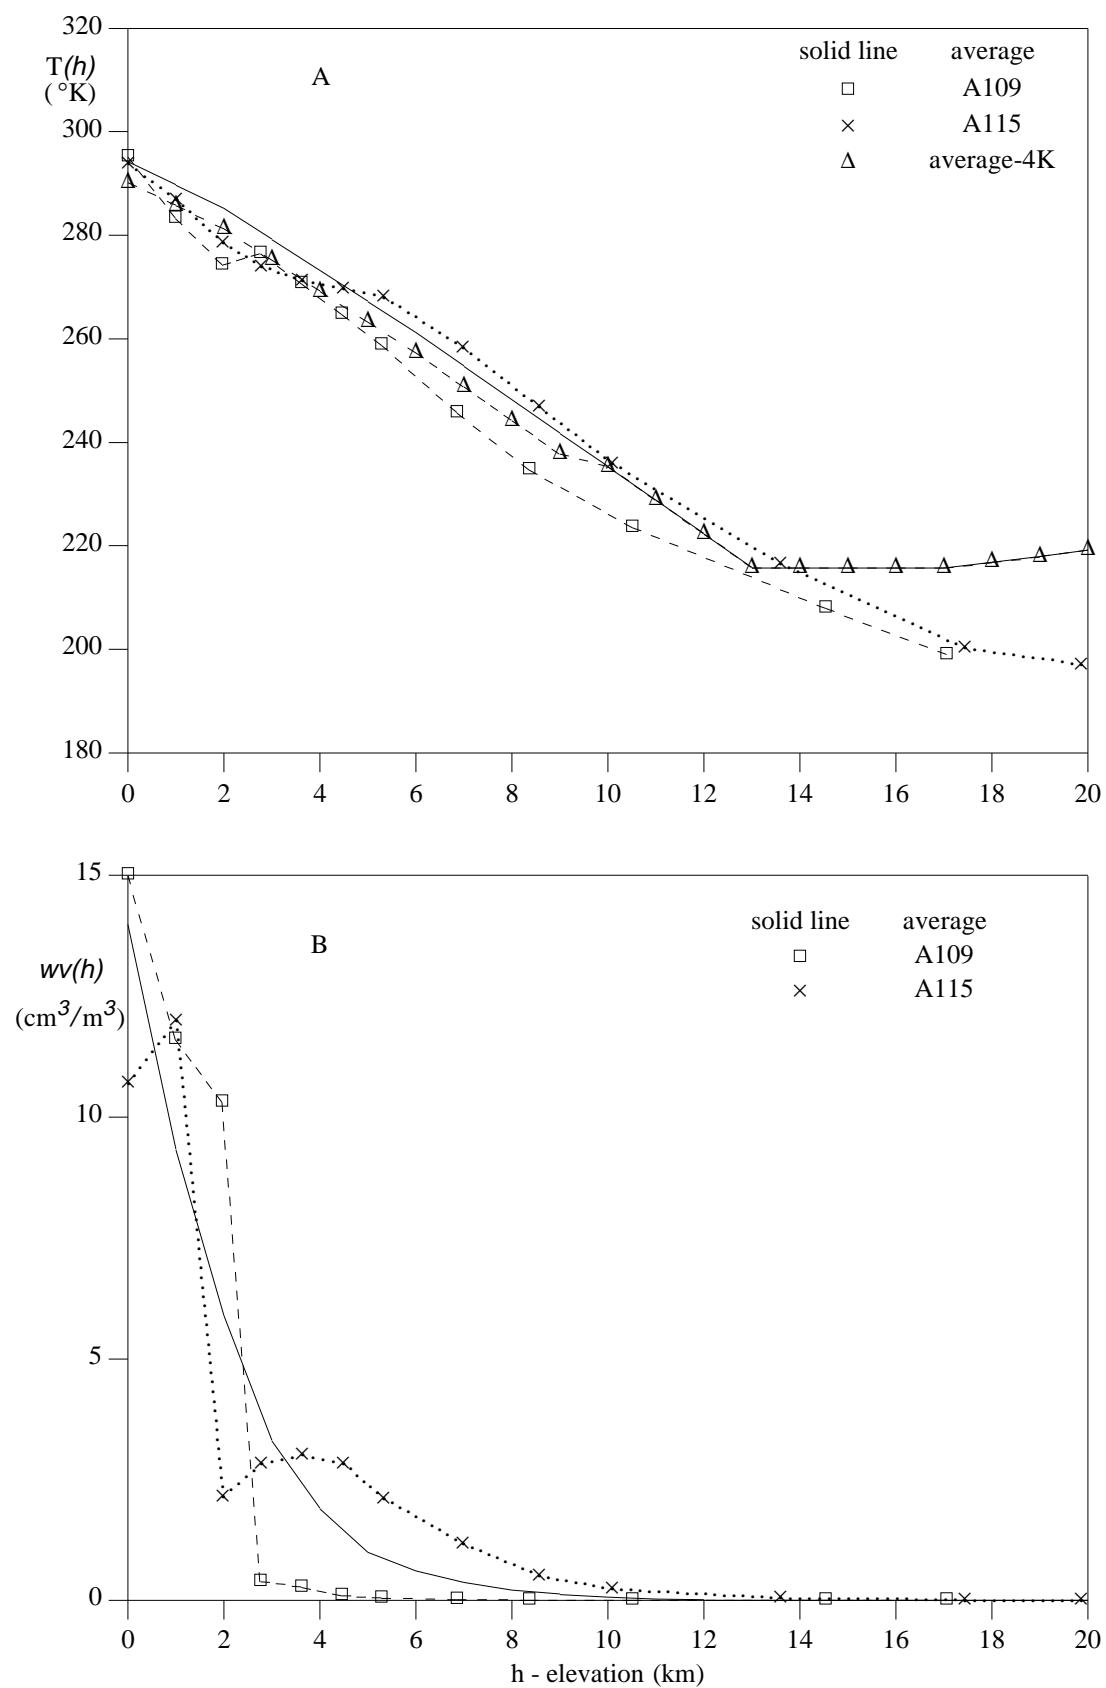 320
T(h)
(°K)
A
solid line average
A109
A115
average-4K
300
280
260
240
220
200
180
0 2 4 6 8 10 12 14 16 18 20
15
B
solid line average
A109
A115
wv(h)
(cm³/m³)
10
5
0
0 2 4 6 8 10 12 14 16 18 20
h - elevation (km)